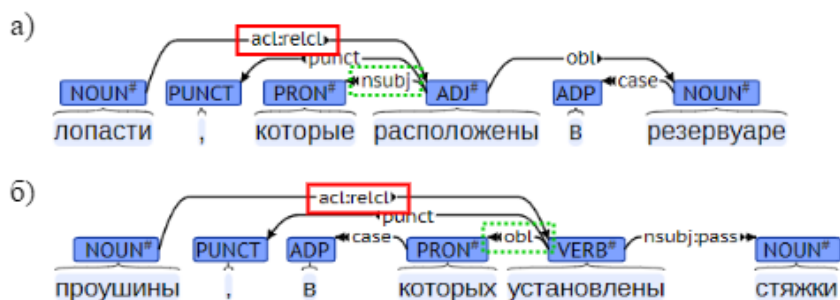 а)
acl:relcl
punct obl
nsubj case
NOUN# PUNCT PRON# ADJ# ADP NOUN#
лопасти , которые расположены в резервуаре
б)
acl:relcl
punct
case obl nsubj:pass
NOUN# PUNCT ADP PRON# VERB# NOUN#
проушины , в которых установлены стяжки